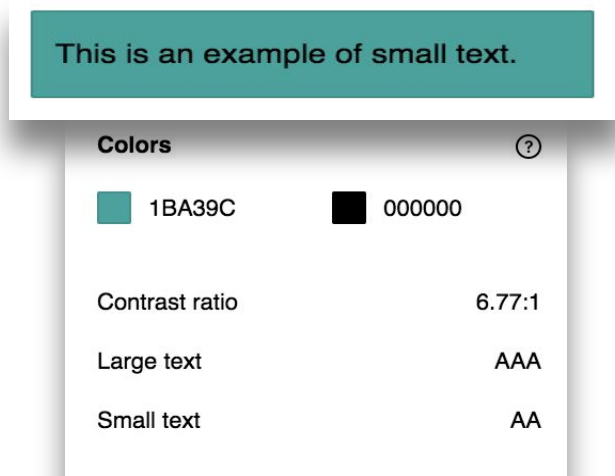 This is an example of small text.
Colors ?
1BA39C 000000
Contrast ratio 6.77:1
Large text AAA
Small text AA